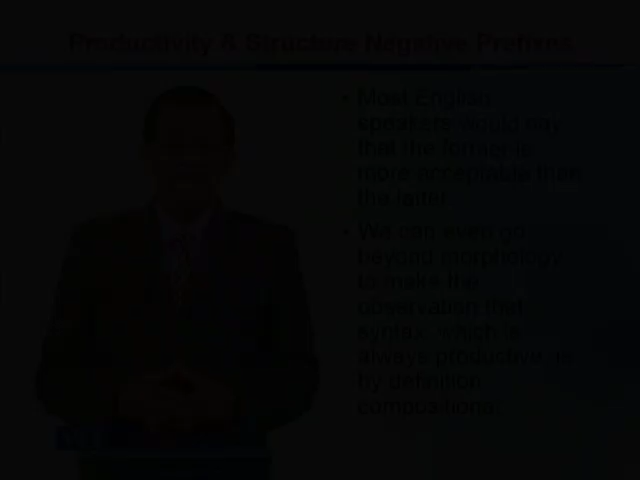 Productivity & Structure Negative Prefixes
• Most English
speakers would say
that the former is
more acceptable than
the latter.
• We can even go
beyond morphology
to make the
observation that
syntax, which is
always productive, is
by definition
compositional.